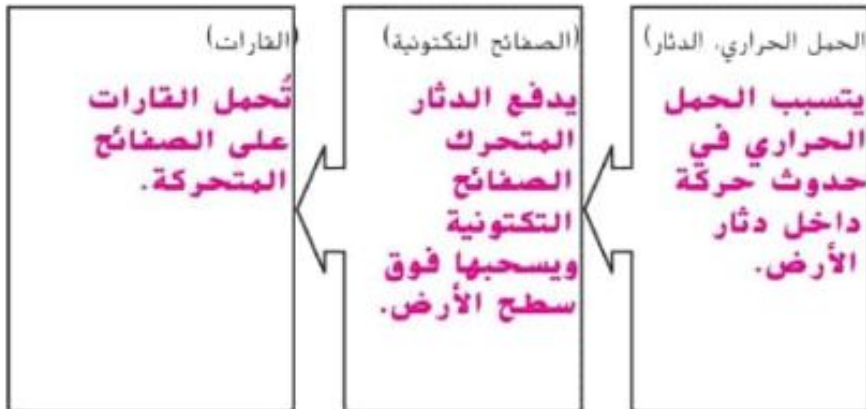 (الحمل الحراري، الدثار)
يتسبب الحمل
الحراري في
حدوث حركة
داخل دثار
الأرض.
(الصفائح التكتونية)
يدفع الدثار
المتحرك
الصفائح
التكتونية
ويسحبها فوق
سطح الأرض.
(القارات)
تُحمل القارات
على الصفائح
المتحركة.